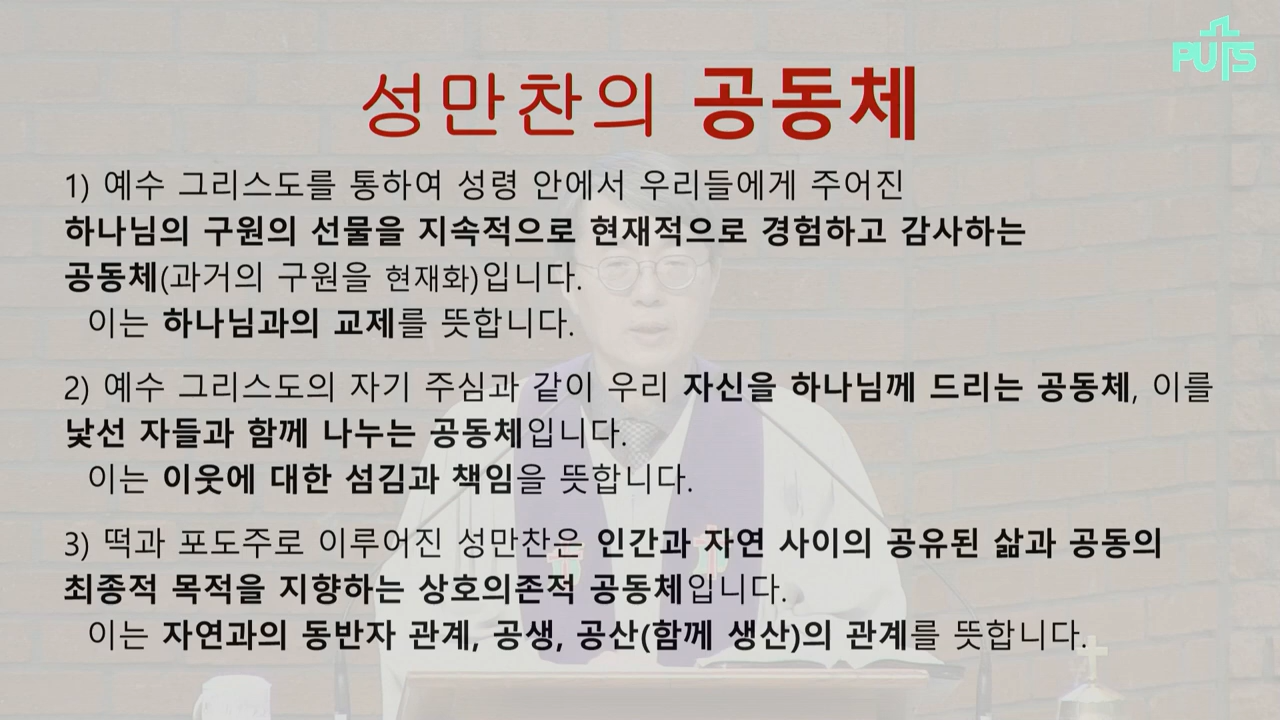 PUTS
성만찬의 공동체
1) 예수 그리스도를 통하여 성령 안에서 우리들에게 주어진
하나님의 구원의 선물을 지속적으로 현재적으로 경험하고 감사하는
공동체(과거의 구원을 현재화)입니다.
이는 하나님과의 교제를 뜻합니다.
2) 예수 그리스도의 자기 주심과 같이 우리 자신을 하나님께 드리는 공동체, 이를
낯선 자들과 함께 나누는 공동체입니다.
이는 이웃에 대한 섬김과 책임을 뜻합니다.
3) 떡과 포도주로 이루어진 성만찬은 인간과 자연 사이의 공유된 삶과 공동의
최종적 목적을 지향하는 상호의존적 공동체입니다.
이는 자연과의 동반자 관계, 공생, 공산(함께 생산)의 관계를 뜻합니다.